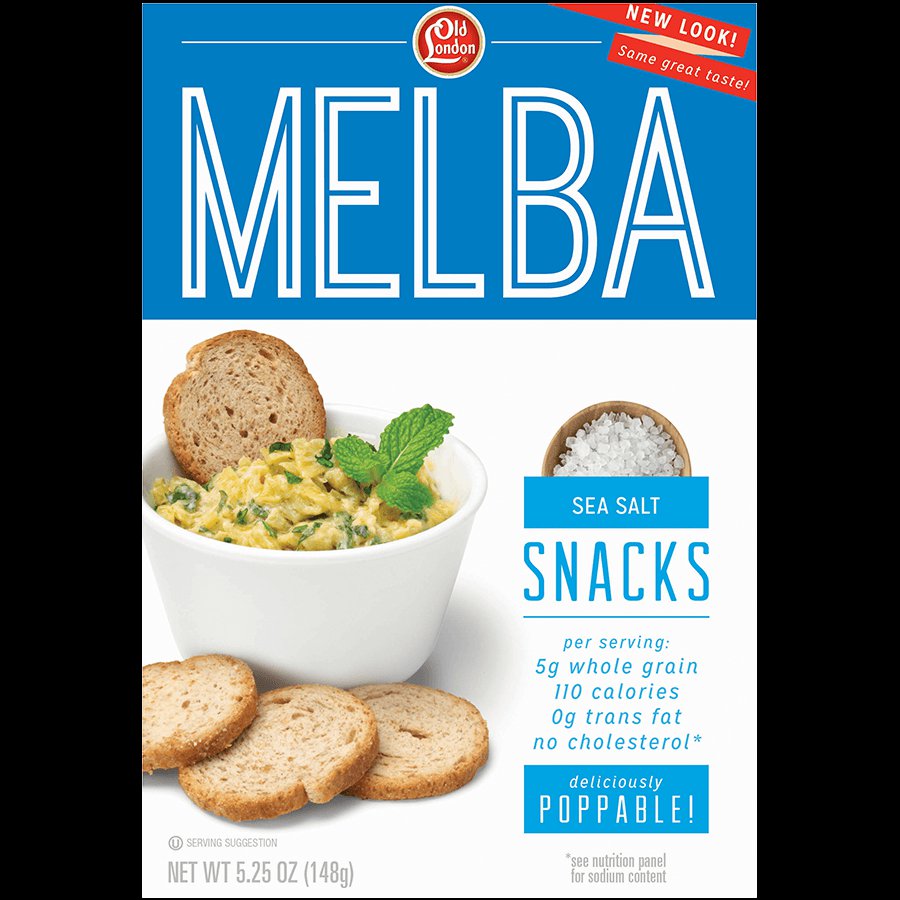 Old
London
NEW LOOK!
Same great taste!
MELBA
SEA SALT
SNACKS
per serving:
5g whole grain
110 calories
0g trans fat
no cholesterol*
deliciously
POPPABLE!
U SERVING SUGGESTION
NET WT 5.25 OZ (148g)
*see nutrition panel
for sodium content